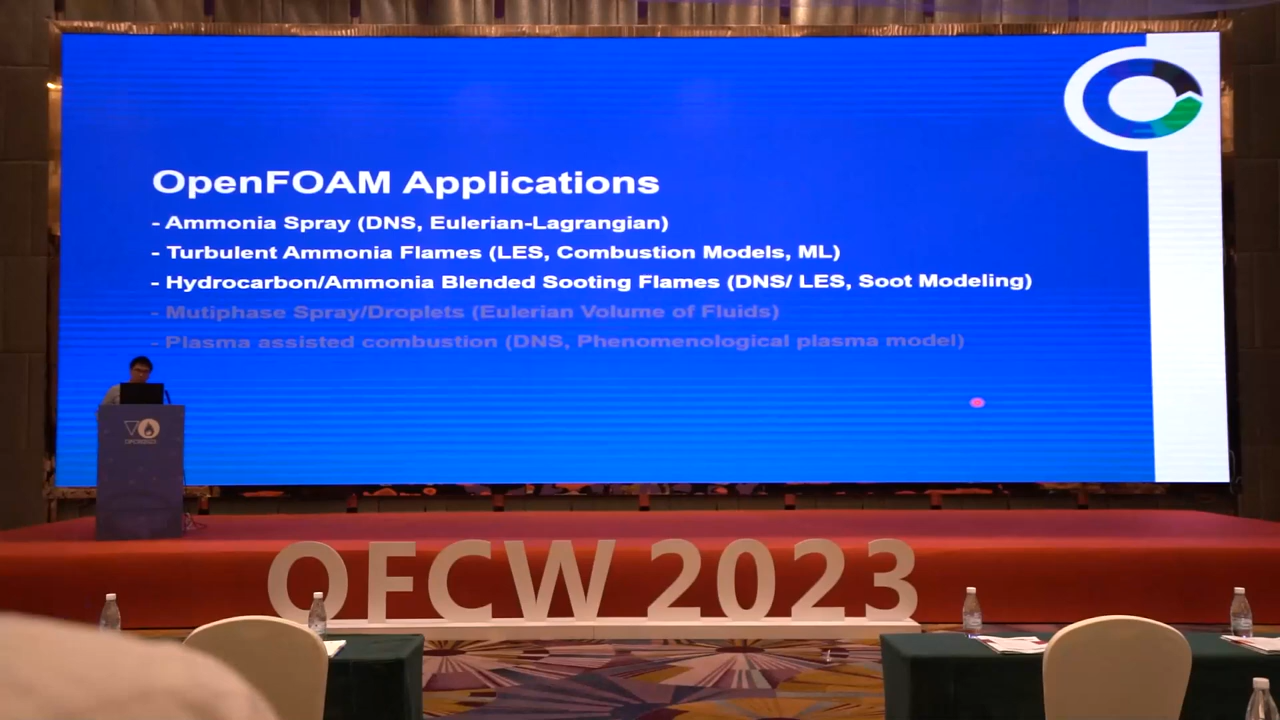 OpenFOAM Applications
- Ammonia Spray (DNS, Eulerian-Lagrangian)
- Turbulent Ammonia Flames (LES, Combustion Models, ML)
- Hydrocarbon/Ammonia Blended Sooting Flames (DNS/ LES, Soot Modeling)
- Mutiphase Spray/Droplets (Eulerian Volume of Fluids)
- Plasma assisted combustion (DNS, Phenomenological plasma model)
OFCW2023
OFCW 2023